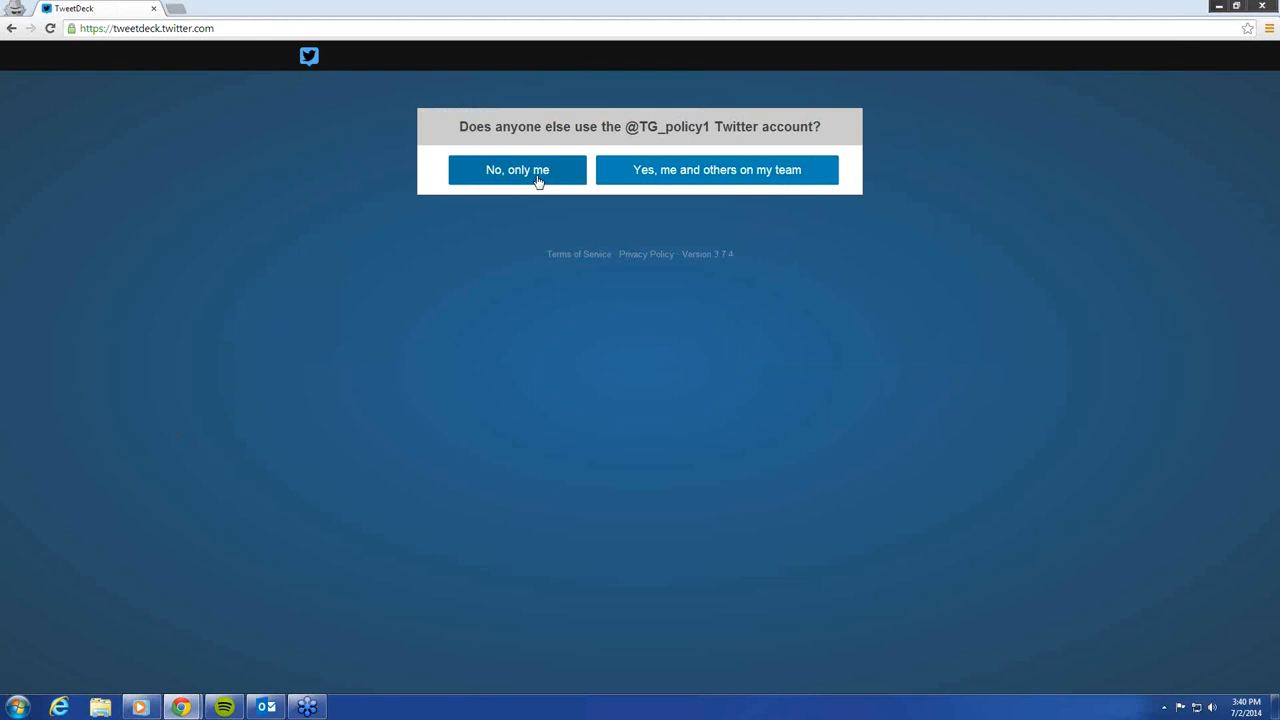 TweetDeck
https://tweetdeck.twitter.com
Does anyone else use the @TG_policy1 Twitter account?
No, only me
Yes, me and others on my team
Terms of Service · Privacy Policy · Version 3.7.4
3:40 PM
7/2/2014